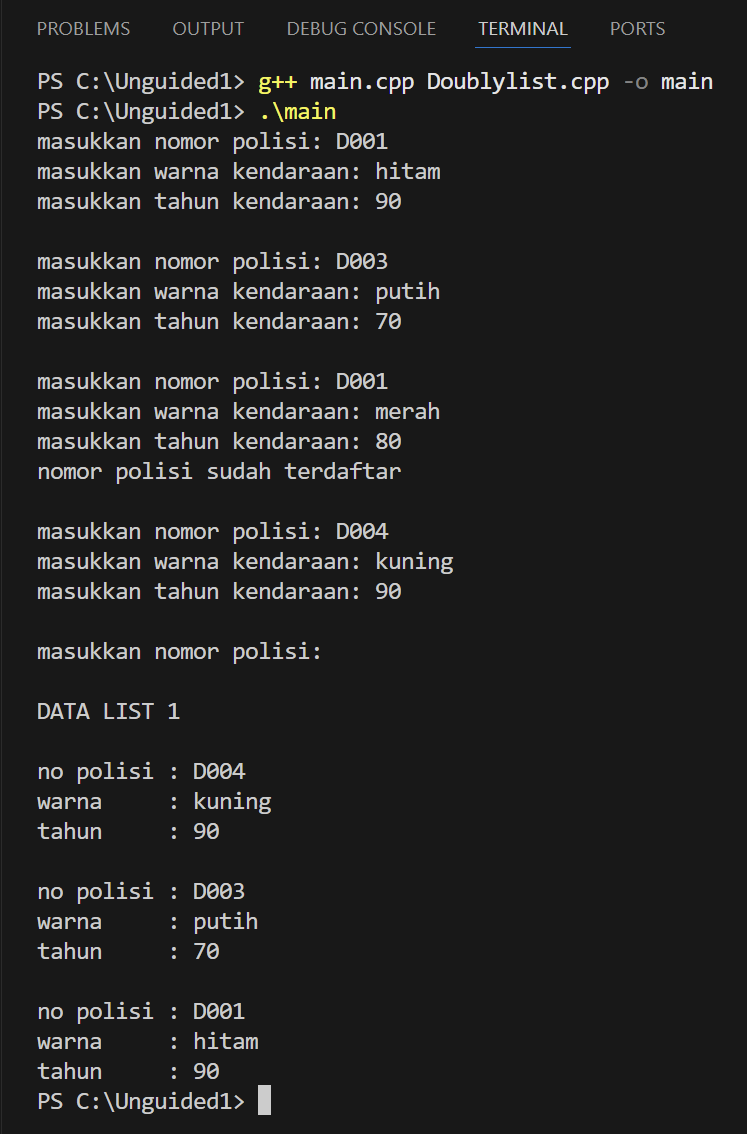 PROBLEMS OUTPUT DEBUG CONSOLE TERMINAL PORTS
PS C:\Unguided1> g++ main.cpp Doublylist.cpp -o main
PS C:\Unguided1> .\main
masukkan nomor polisi: D001
masukkan warna kendaraan: hitam
masukkan tahun kendaraan: 90

masukkan nomor polisi: D003
masukkan warna kendaraan: putih
masukkan tahun kendaraan: 70

masukkan nomor polisi: D001
masukkan warna kendaraan: merah
masukkan tahun kendaraan: 80
nomor polisi sudah terdaftar

masukkan nomor polisi: D004
masukkan warna kendaraan: kuning
masukkan tahun kendaraan: 90

masukkan nomor polisi:

DATA LIST 1

no polisi : D004
warna     : kuning
tahun     : 90

no polisi : D003
warna     : putih
tahun     : 70

no polisi : D001
warna     : hitam
tahun     : 90
PS C:\Unguided1>